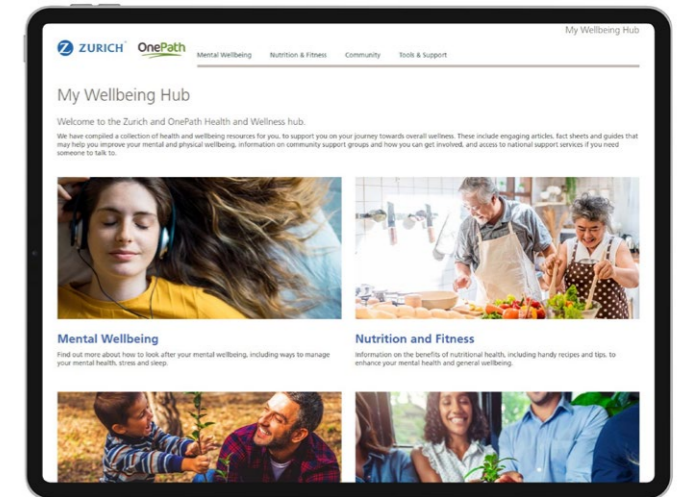 My Wellbeing Hub
ZURICH OnePath
Mental Wellbeing Nutrition & Fitness Community Tools & Support
My Wellbeing Hub
Welcome to the Zurich and OnePath Health and Wellness hub.
We have compiled a collection of health and wellbeing resources for you, to support you on your journey towards overall wellness. These include engaging articles, fact sheets and guides that
may help you improve your mental and physical wellbeing, information on community support groups and how you can get involved, and access to national support services if you need
someone to talk to.
Mental Wellbeing
Find out more about how to look after your mental wellbeing, including ways to manage
your mental health, stress and sleep.
Nutrition and Fitness
Information on the benefits of nutritional health, including handy recipes and tips, to
enhance your mental health and general wellbeing.